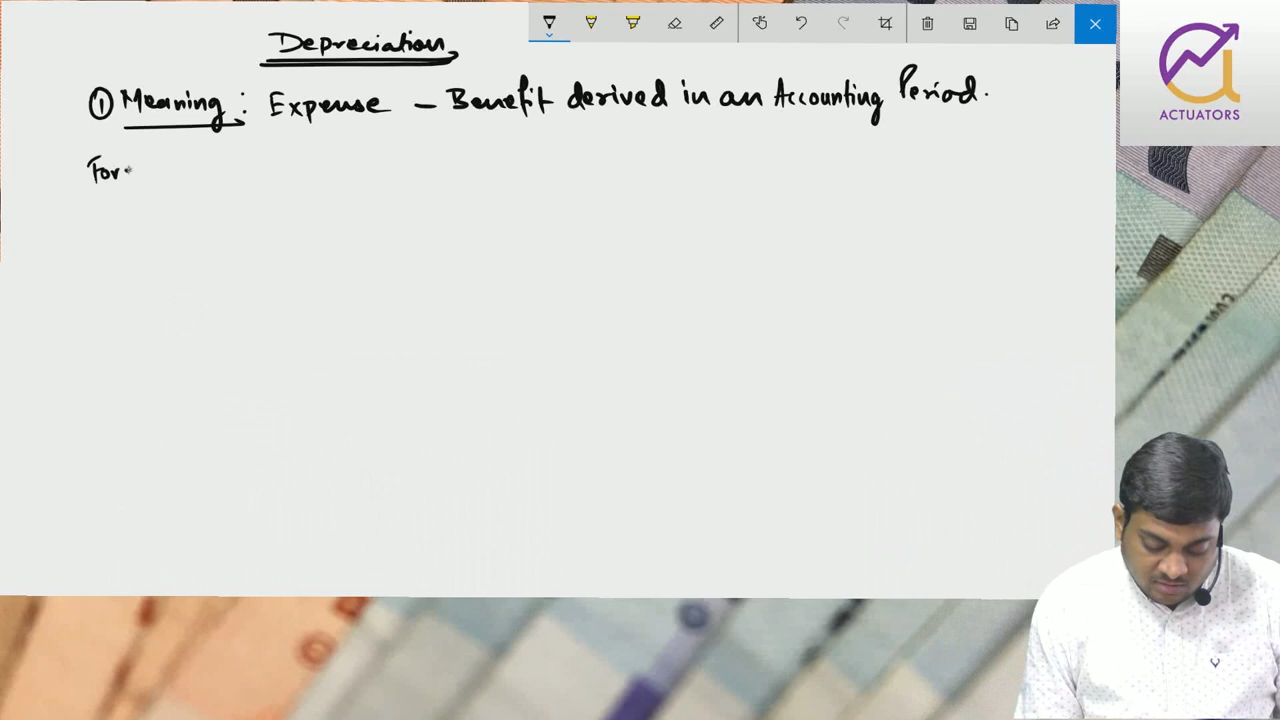 Depreciation
① Meaning : Expense – Benefit derived in an Accounting Period.
For
ACTUATORS